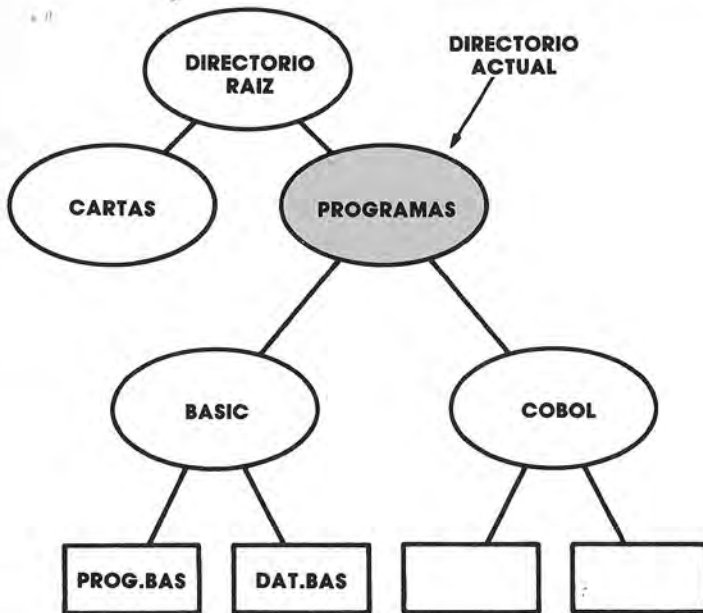 DIRECTORIO
RAIZ
DIRECTORIO
ACTUAL
CARTAS
PROGRAMAS
BASIC
COBOL
PROG.BAS
DAT.BAS